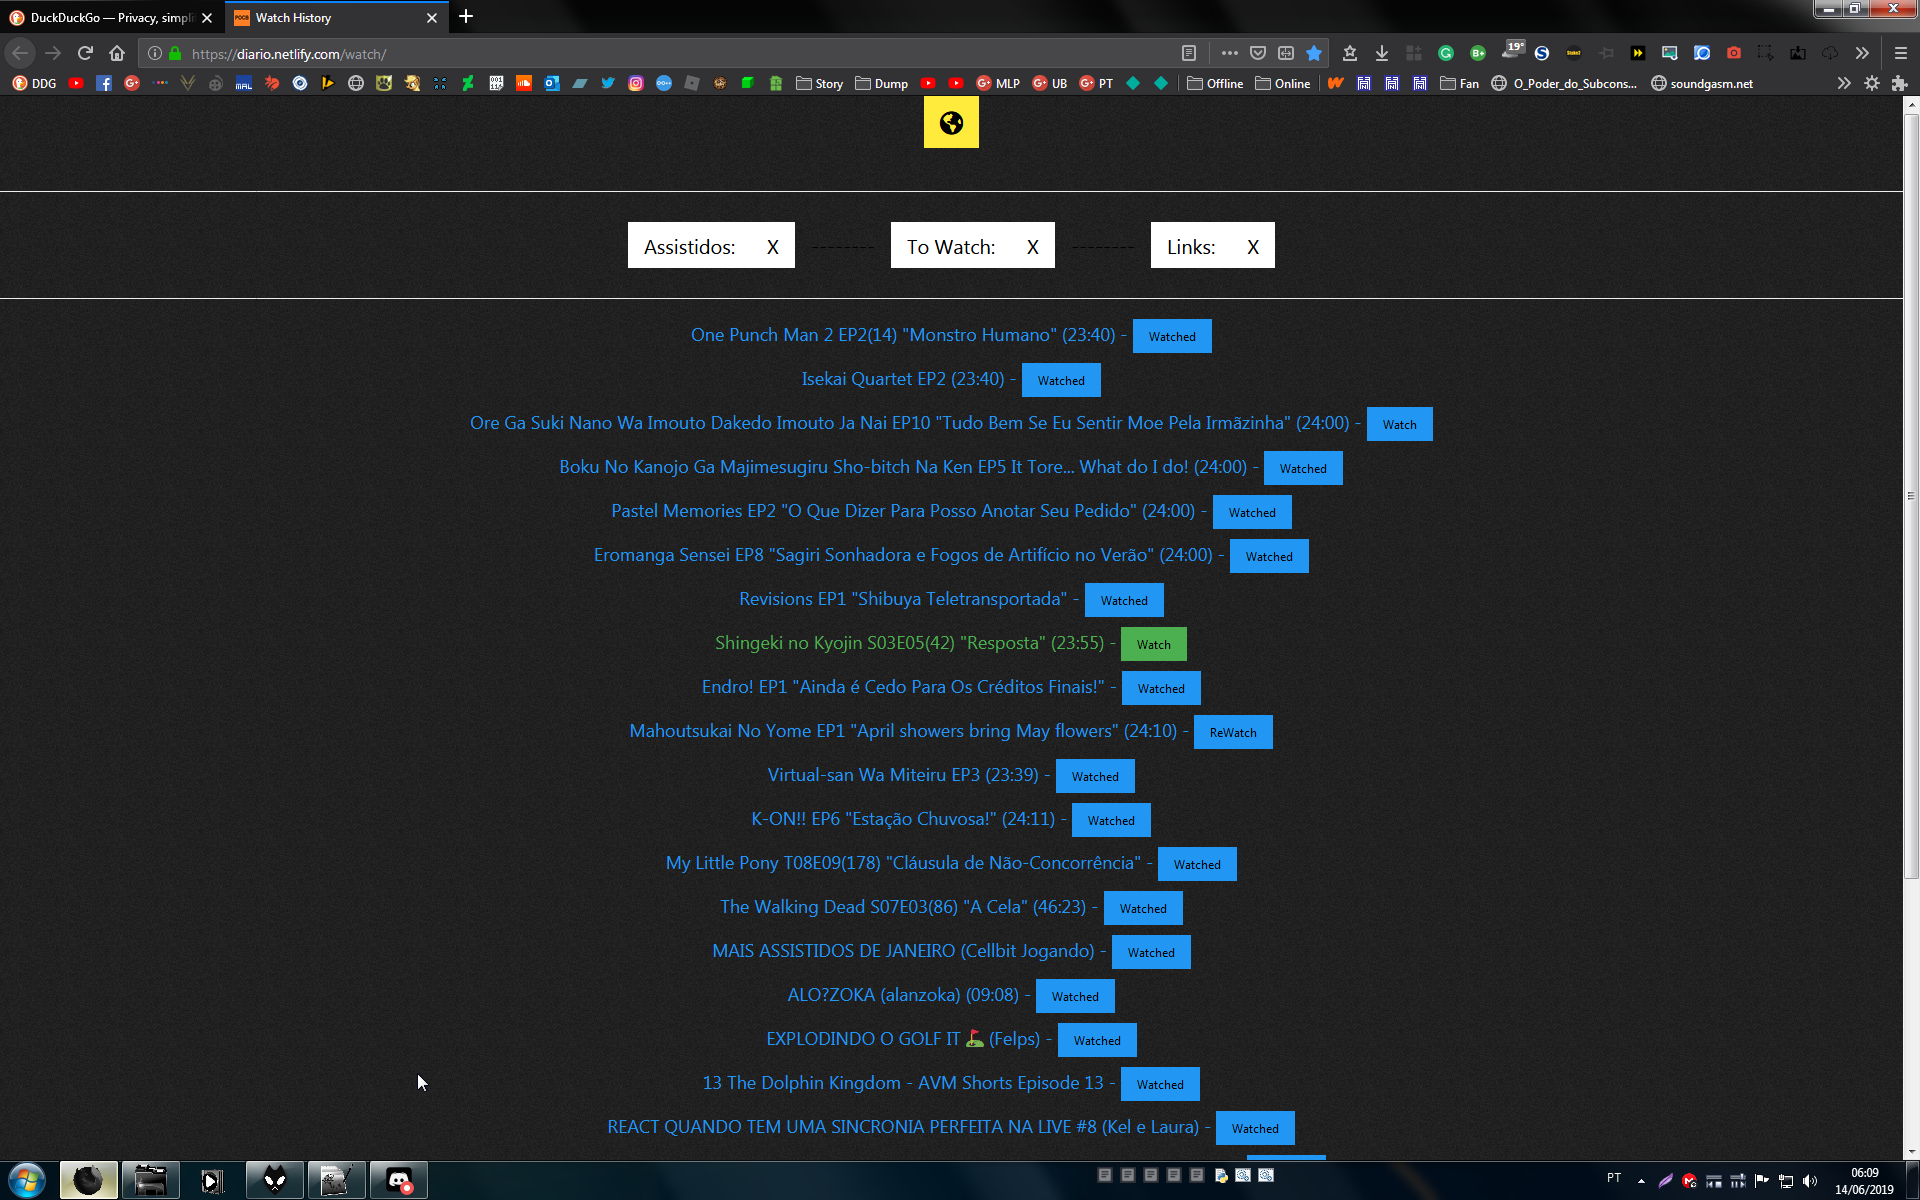 DuckDuckGo — Privacy, simpli
Watch History
https://diario.netlify.com/watch/
19°
DDG
MAL
Story
Dump
MLP
UB
PT
Offline
Online
Fan
O_Poder_do_Subcons...
soundgasm.net
Assistidos: X -------- To Watch: X -------- Links: X
One Punch Man 2 EP2(14) "Monstro Humano" (23:40) - Watched
Isekai Quartet EP2 (23:40) - Watched
Ore Ga Suki Nano Wa Imouto Dakedo Imouto Ja Nai EP10 "Tudo Bem Se Eu Sentir Moe Pela Irmãzinha" (24:00) - Watch
Boku No Kanojo Ga Majimesugiru Sho-bitch Na Ken EP5 It Tore... What do I do! (24:00) - Watched
Pastel Memories EP2 "O Que Dizer Para Posso Anotar Seu Pedido" (24:00) - Watched
Eromanga Sensei EP8 "Sagiri Sonhadora e Fogos de Artifício no Verão" (24:00) - Watched
Revisions EP1 "Shibuya Teletransportada" - Watched
Shingeki no Kyojin S03E05(42) "Resposta" (23:55) - Watch
Endro! EP1 "Ainda é Cedo Para Os Créditos Finais!" - Watched
Mahoutsukai No Yome EP1 "April showers bring May flowers" (24:10) - ReWatch
Virtual-san Wa Miteiru EP3 (23:39) - Watched
K-ON!! EP6 "Estação Chuvosa!" (24:11) - Watched
My Little Pony T08E09(178) "Cláusula de Não-Concorrência" - Watched
The Walking Dead S07E03(86) "A Cela" (46:23) - Watched
MAIS ASSISTIDOS DE JANEIRO (Cellbit Jogando) - Watched
ALO?ZOKA (alanzoka) (09:08) - Watched
EXPLODINDO O GOLF IT ⛳ (Felps) - Watched
13 The Dolphin Kingdom - AVM Shorts Episode 13 - Watched
REACT QUANDO TEM UMA SINCRONIA PERFEITA NA LIVE #8 (Kel e Laura) - Watched
PT
06:09
14/06/2019